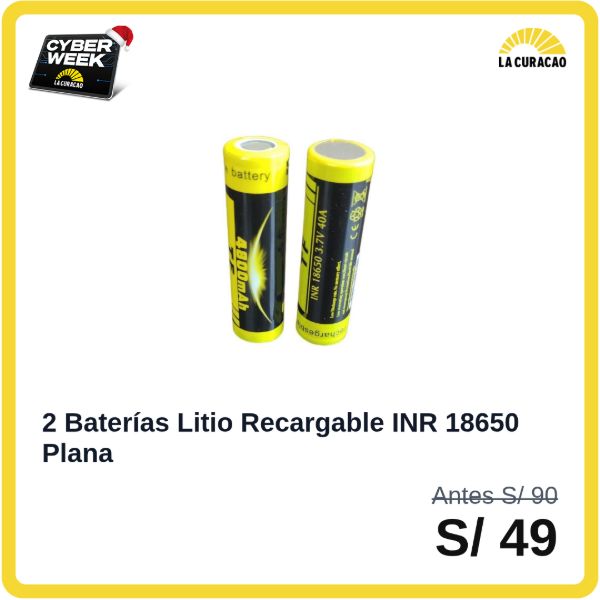 CYBER
WEEK
LA CURACAO
LA CURACAO
battery
4800mAh
INR 18650 3.7V 40A
2 Baterías Litio Recargable INR 18650
Plana
Antes S/ 90
S/ 49